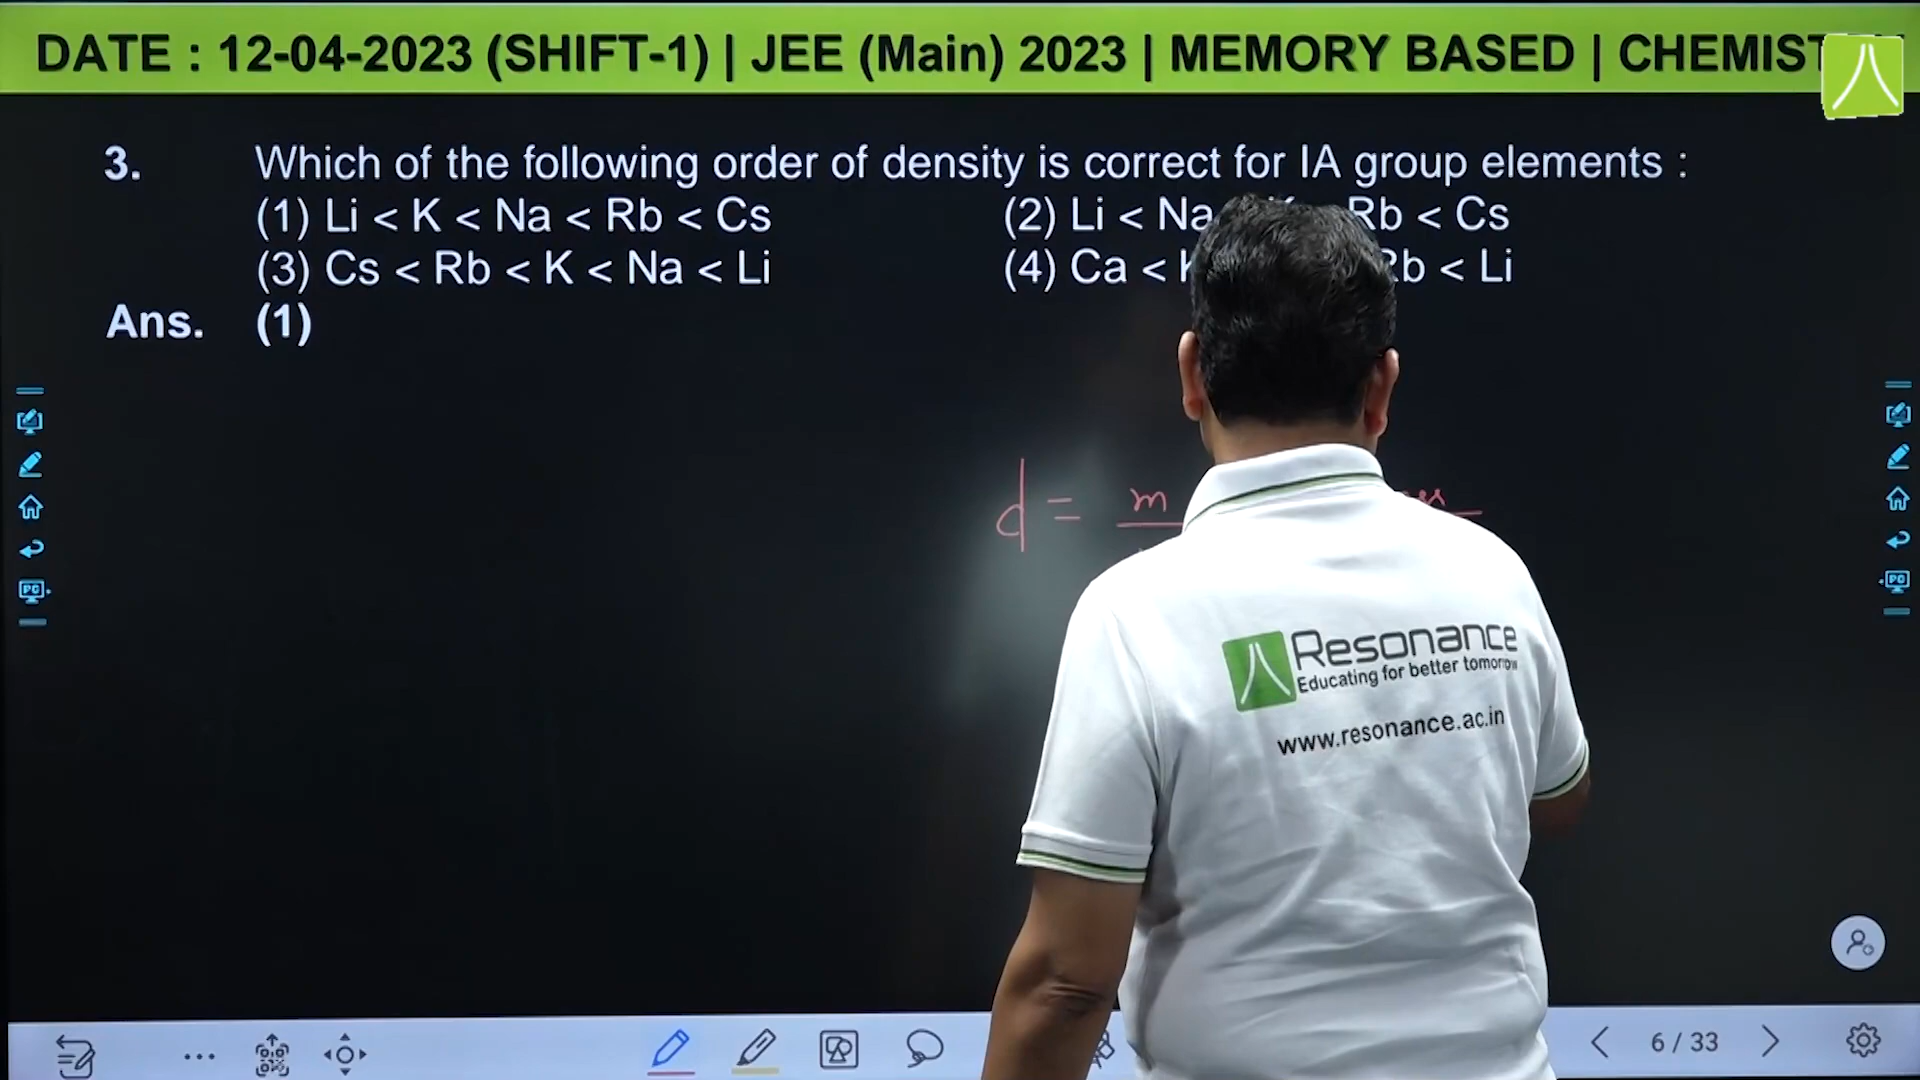 DATE : 12-04-2023 (SHIFT-1) | JEE (Main) 2023 | MEMORY BASED | CHEMIST
3. Which of the following order of density is correct for IA group elements :
(1) Li < K < Na < Rb < Cs (2) Li < Na Rb < Cs
(3) Cs < Rb < K < Na < Li (4) Ca < K b < Li
Ans. (1)
d = m
Resonance
Educating for better tomorrow
www.resonance.ac.in
PC
PC
6 / 33